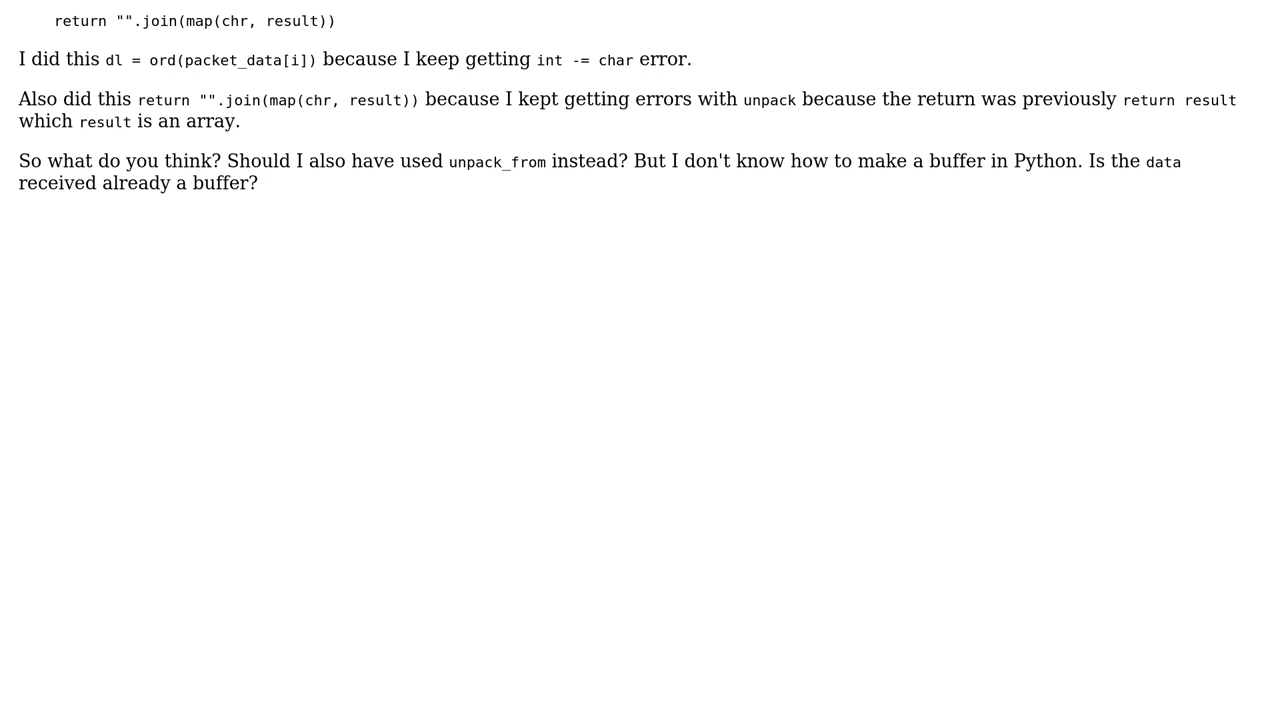 return "".join(map(chr, result))
I did this dl = ord(packet_data[i]) because I keep getting int -= char error.
Also did this return "".join(map(chr, result)) because I kept getting errors with unpack because the return was previously return result
which result is an array.
So what do you think? Should I also have used unpack_from instead? But I don't know how to make a buffer in Python. Is the data
received already a buffer?